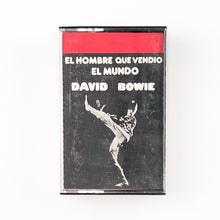 EL HOMBRE QUE VENDIO
EL MUNDO
DAVID BOWIE